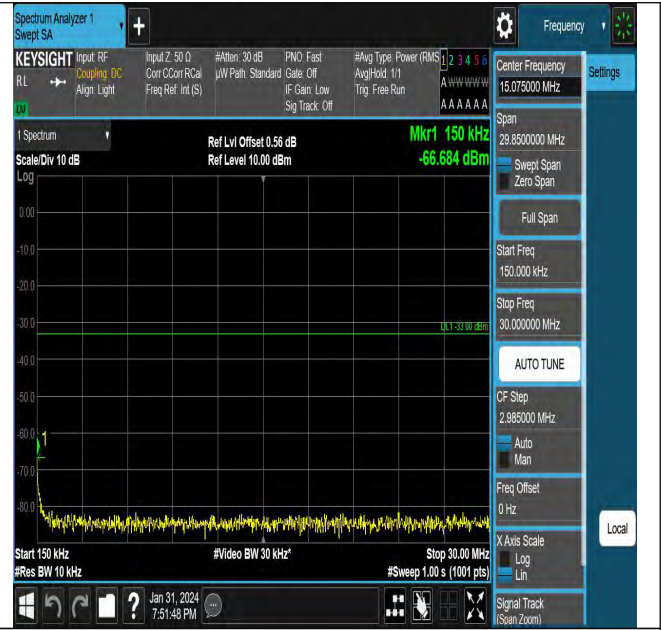 Spectrum Analyzer 1
Swept SA
+
Frequency
KEYSIGHT
Input: RF
Input Z: 50 Ω
#Atten: 30 dB
PNO: Fast
#Avg Type: Power (RMS
1 2 3 4 5 6
RL
Coupling: DC
Corr CCorr RCal
µW Path: Standard
Gate: Off
Avg|Hold: 1/1
A W W W W W
Align: Light
Freq Ref: Int (S)
IF Gain: Low
Trig: Free Run
Sig Track: Off
A A A A A A
1 Spectrum
Ref Lvl Offset 0.56 dB
Mkr1 150 kHz
Scale/Div 10 dB
Ref Level 10.00 dBm
-66.684 dBm
Log
0.00
-10.0
-20.0
-30.0
DL1 -33.00 dBm
-40.0
-50.0
-60.0
1
-70.0
-80.0
Start 150 kHz
#Video BW 30 kHz*
Stop 30.00 MHz
#Res BW 10 kHz
#Sweep 1.00 s (1001 pts)
?
Jan 31, 2024
7:51:48 PM
Center Frequency
15.075000 MHz
Settings
Span
29.8500000 MHz
Swept Span
Zero Span
Full Span
Start Freq
150.000 kHz
Stop Freq
30.000000 MHz
AUTO TUNE
CF Step
2.985000 MHz
Auto
Man
Freq Offset
0 Hz
Local
X Axis Scale
Log
Lin
Signal Track
(Span Zoom)